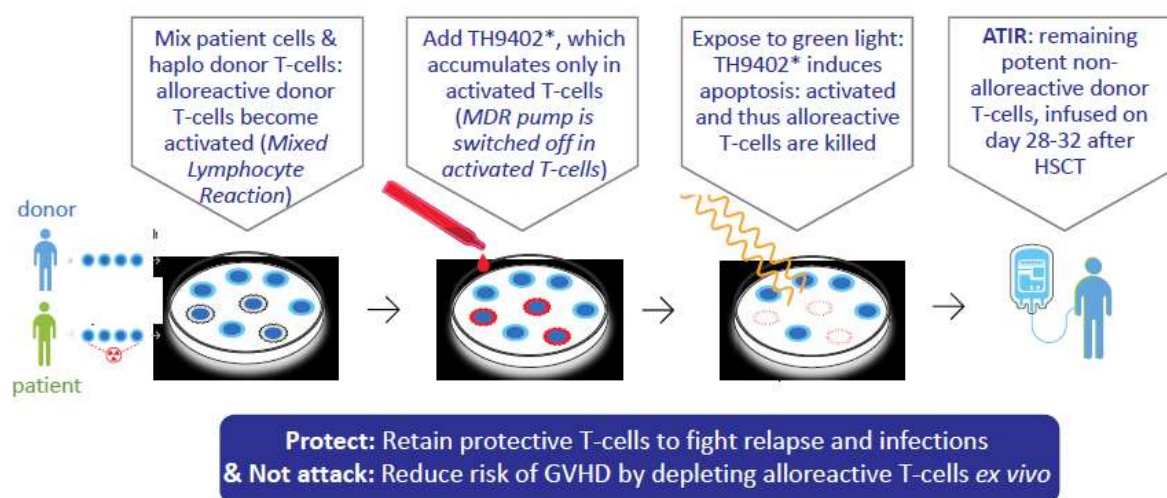 Mix patient cells &
haplo donor T-cells:
alloreactive donor
T-cells become
activated (Mixed
Lymphocyte
Reaction)
Add TH9402*, which
accumulates only in
activated T-cells
(MDR pump is
switched off in
activated T-cells)
Expose to green light:
TH9402* induces
apoptosis: activated
and thus alloreactive
T-cells are killed
ATIR: remaining
potent non-
alloreactive donor
T-cells, infused on
day 28-32 after
HSCT
donor
patient
Protect: Retain protective T-cells to fight relapse and infections
& Not attack: Reduce risk of GVHD by depleting alloreactive T-cells ex vivo